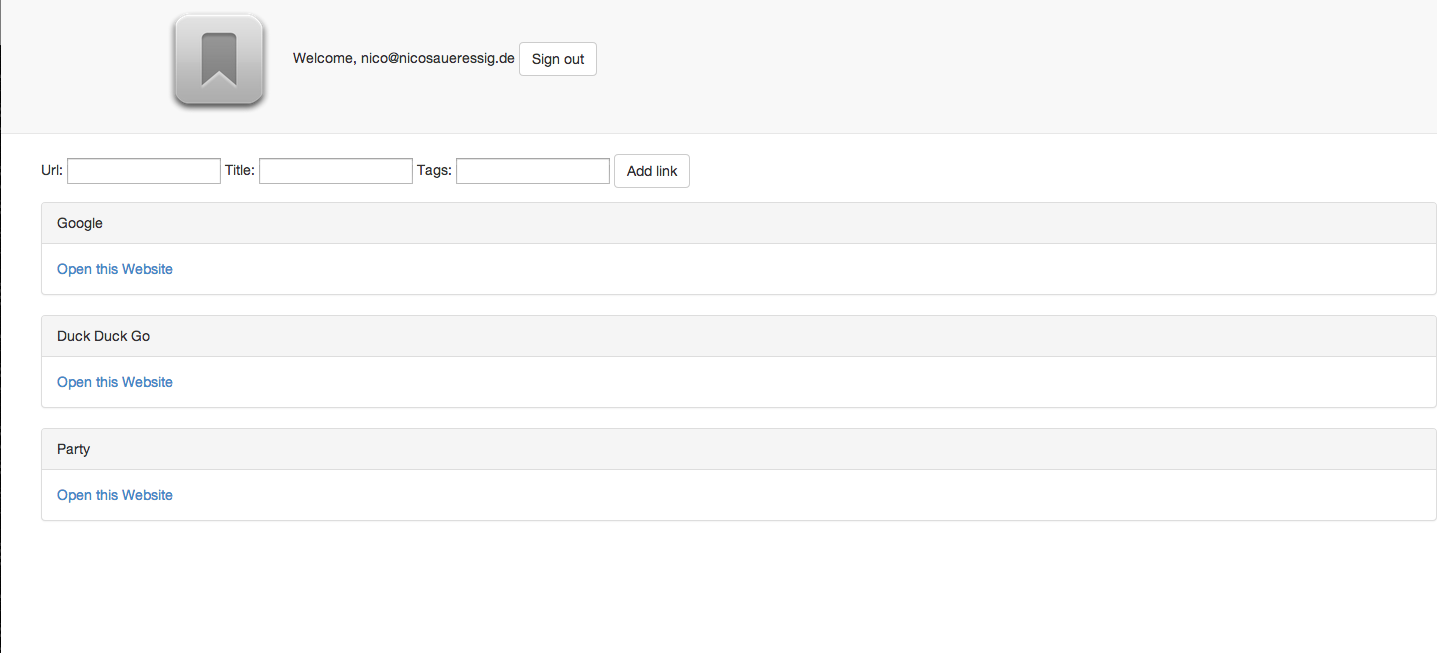 Welcome, nico@nicosaueressig.de Sign out
Url: Title: Tags: Add link
Google
Open this Website
Duck Duck Go
Open this Website
Party
Open this Website